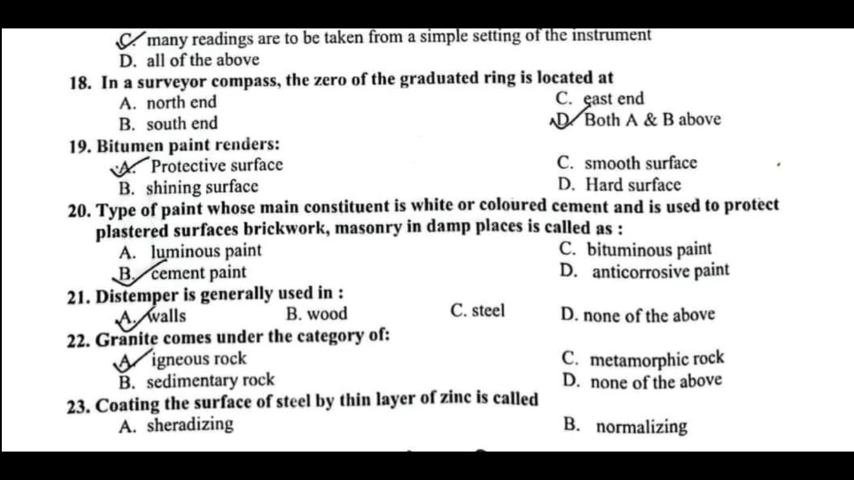 C. many readings are to be taken from a simple setting of the instrument
D. all of the above
18. In a surveyor compass, the zero of the graduated ring is located at
A. north end C. east end
B. south end D. Both A & B above
19. Bitumen paint renders:
A. Protective surface C. smooth surface
B. shining surface D. Hard surface
20. Type of paint whose main constituent is white or coloured cement and is used to protect
plastered surfaces brickwork, masonry in damp places is called as :
A. luminous paint C. bituminous paint
B. cement paint D. anticorrosive paint
21. Distemper is generally used in :
A. walls B. wood C. steel D. none of the above
22. Granite comes under the category of:
A. igneous rock C. metamorphic rock
B. sedimentary rock D. none of the above
23. Coating the surface of steel by thin layer of zinc is called
A. sheradizing B. normalizing